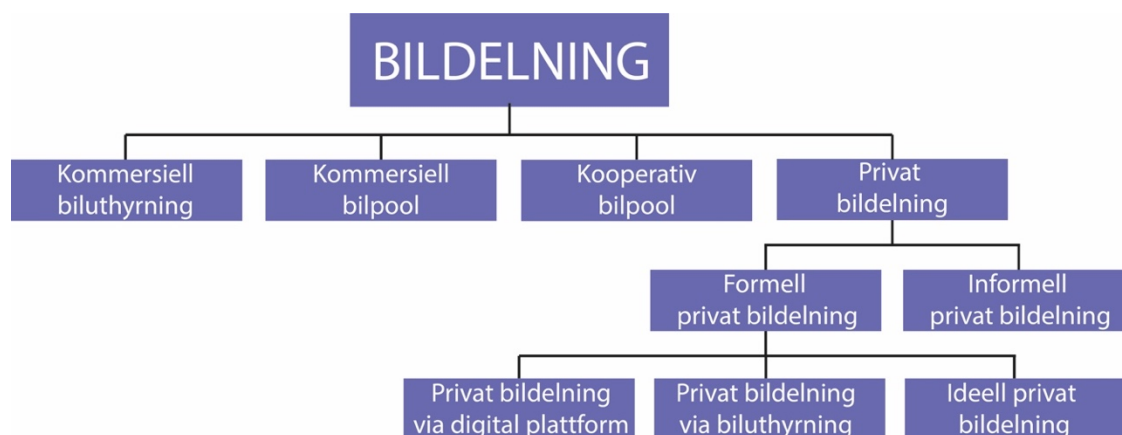 BILDELNING
Kommersiell
biluthyrning
Kommersiell
bilpool
Kooperativ
bilpool
Privat
bildelning
Formell
privat bildelning
Informell
privat bildelning
Privat bildelning
via digital plattform
Privat bildelning
via biluthyrning
Ideell privat
bildelning